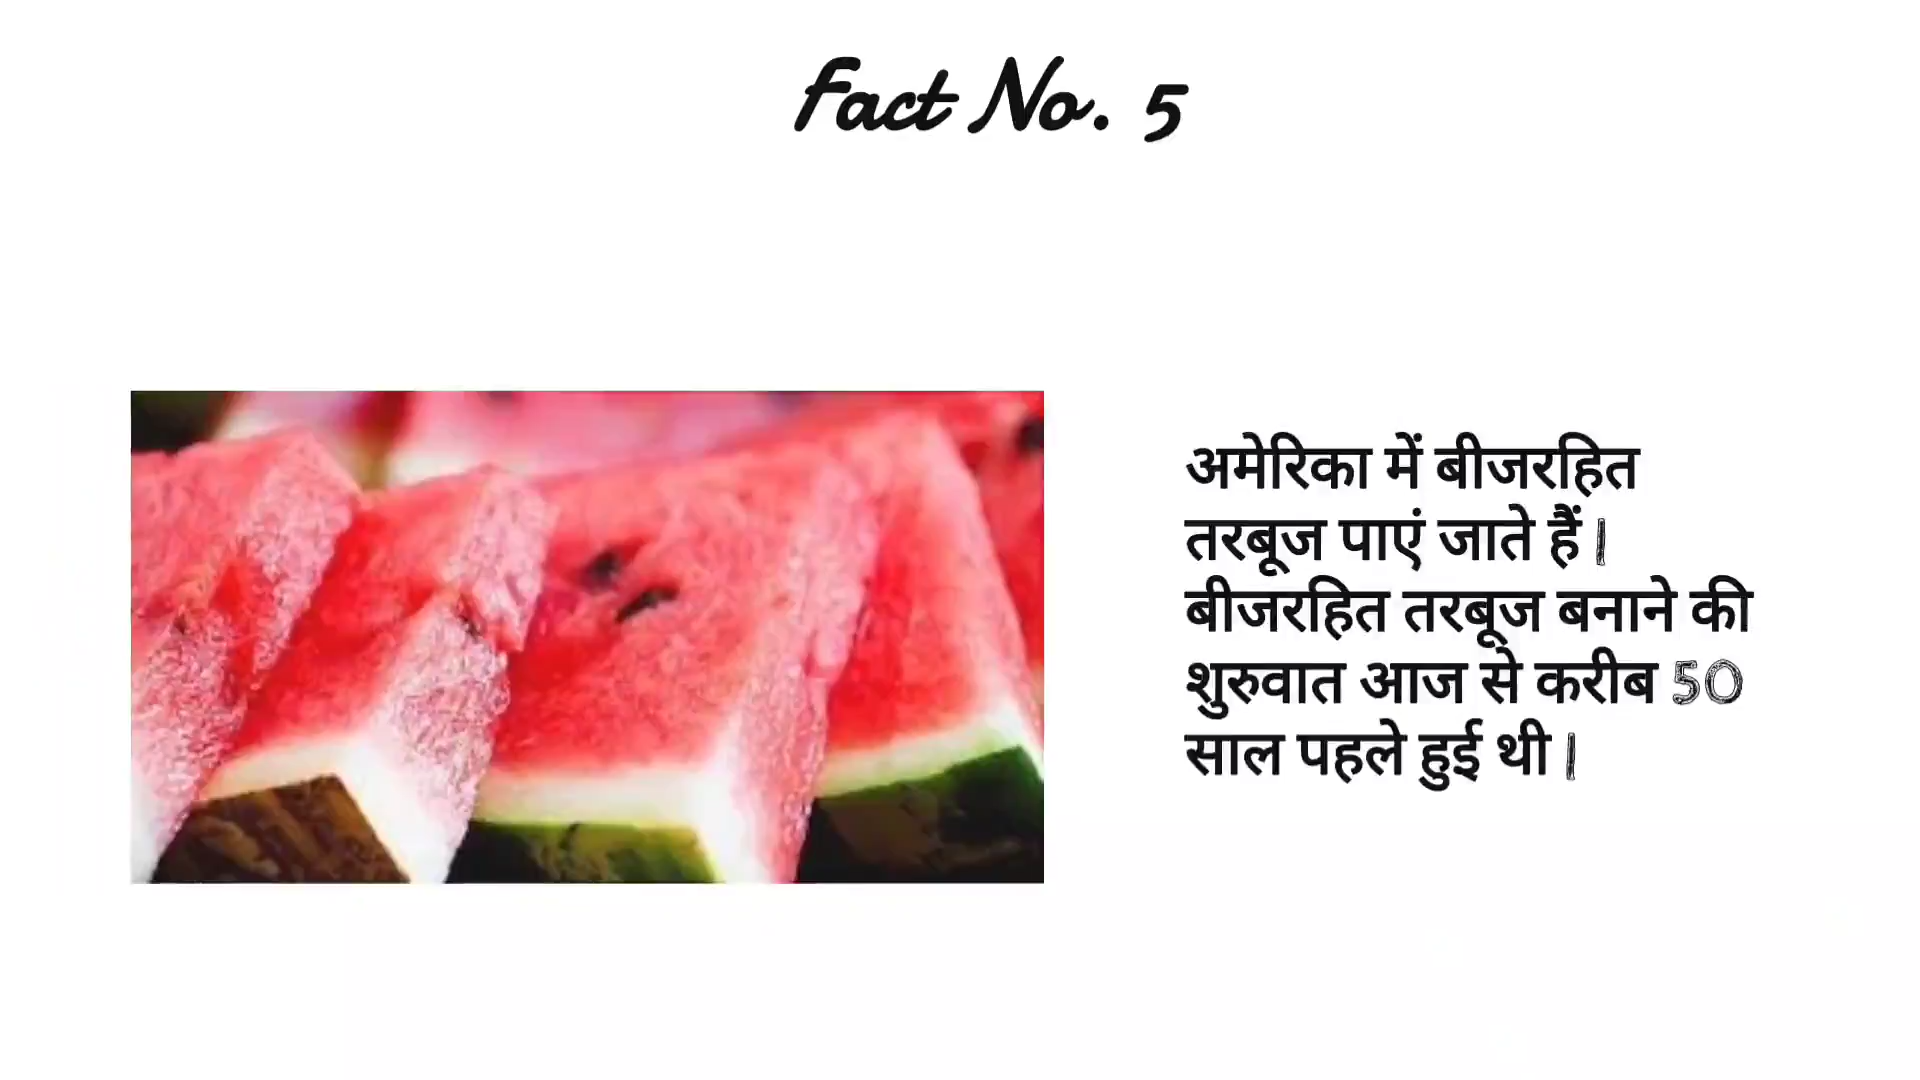 Fact No. 5
अमेरिका में बीजरहित
तरबूज पाएं जाते हैं |
बीजरहित तरबूज बनाने की
शुरुवात आज से करीब 50
साल पहले हुई थी |